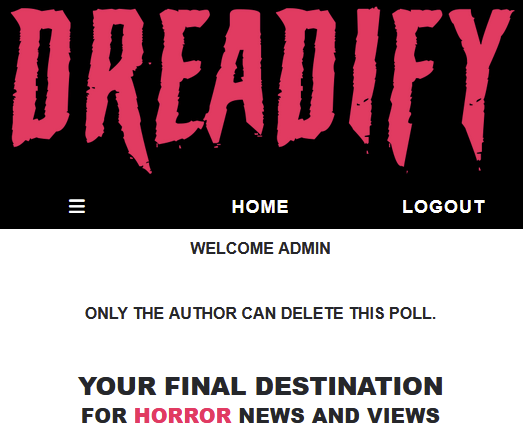 DREADIFY
HOME LOGOUT
WELCOME ADMIN
ONLY THE AUTHOR CAN DELETE THIS POLL.
YOUR FINAL DESTINATION
FOR HORROR NEWS AND VIEWS